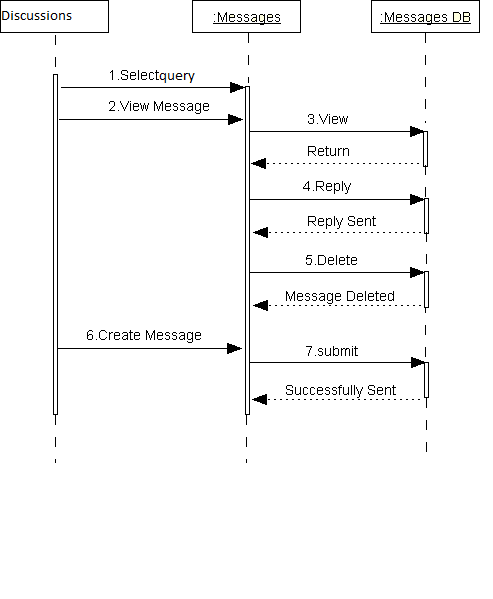 Discussions
:Messages
:Messages DB
1.Selectquery
2.View Message
3.View
Return
4.Reply
Reply Sent
5.Delete
Message Deleted
6.Create Message
7.submit
Successfully Sent